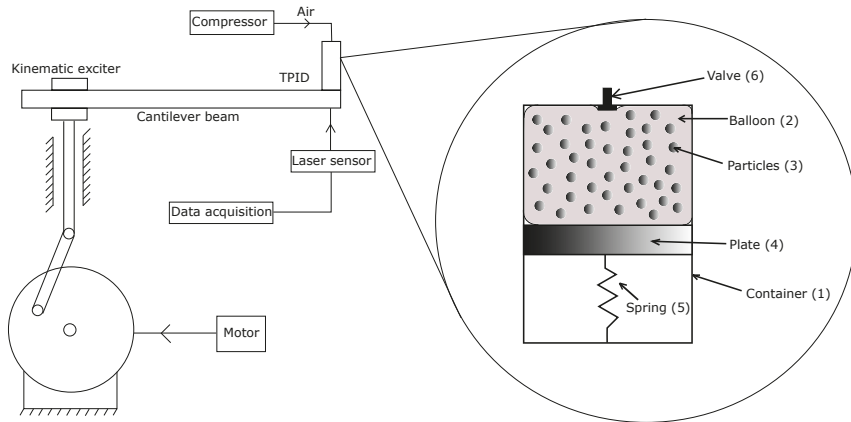 Compressor
Air
Kinematic exciter
TPID
Cantilever beam
Laser sensor
Data acquisition
Motor
Valve (6)
Balloon (2)
Particles (3)
Plate (4)
Container (1)
Spring (5)